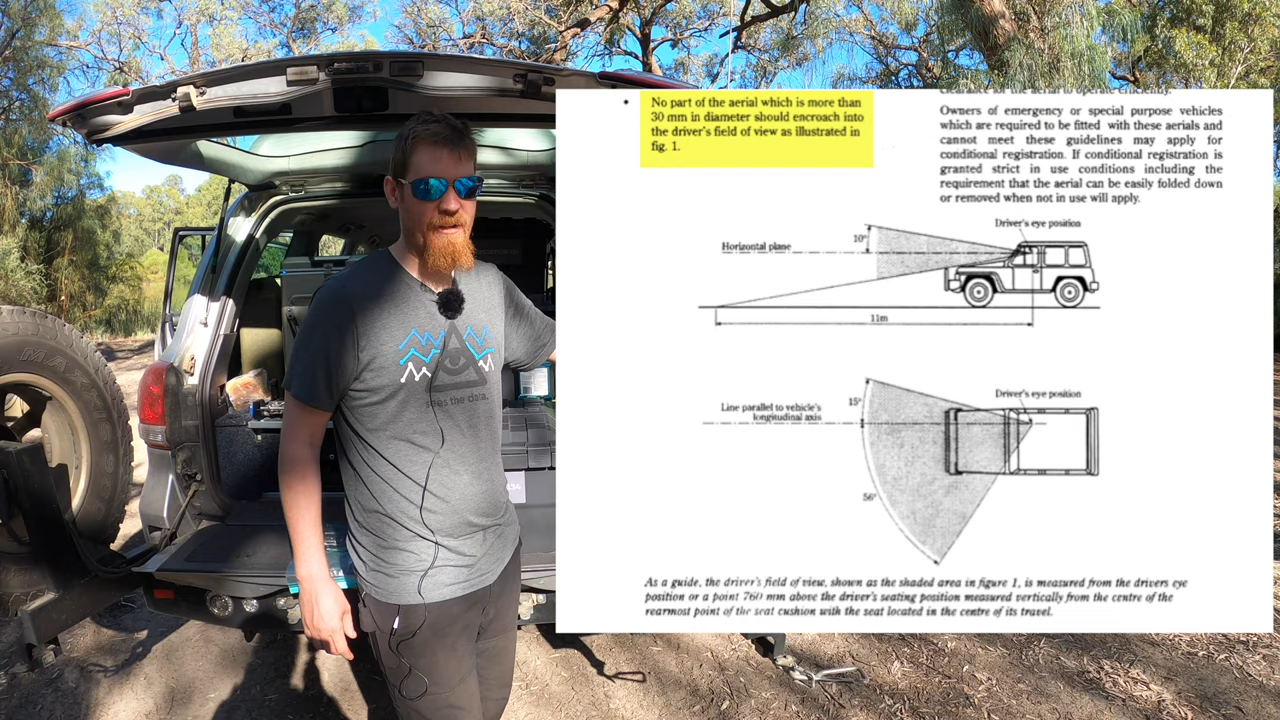 • No part of the aerial which is more than
30 mm in diameter should encroach into
the driver's field of view as illustrated in
fig. 1.
Owners of emergency or special purpose vehicles
which are required to be fitted with these aerials and
cannot meet these guidelines may apply for
conditional registration. If conditional registration is
granted strict in use conditions including the
requirement that the aerial can be easily folded down
or removed when not in use will apply.
Driver's eye position
10°
Horizontal plane
11m
15°
Line parallel to vehicle's
longitudinal axis
Driver's eye position
56°
As a guide, the driver's field of view, shown as the shaded area in figure 1, is measured from the drivers eye
position or a point 760 mm above the driver's seating position measured vertically from the centre of the
rearmost point of the seat cushion with the seat located in the centre of its travel.
MAX
sees the data.